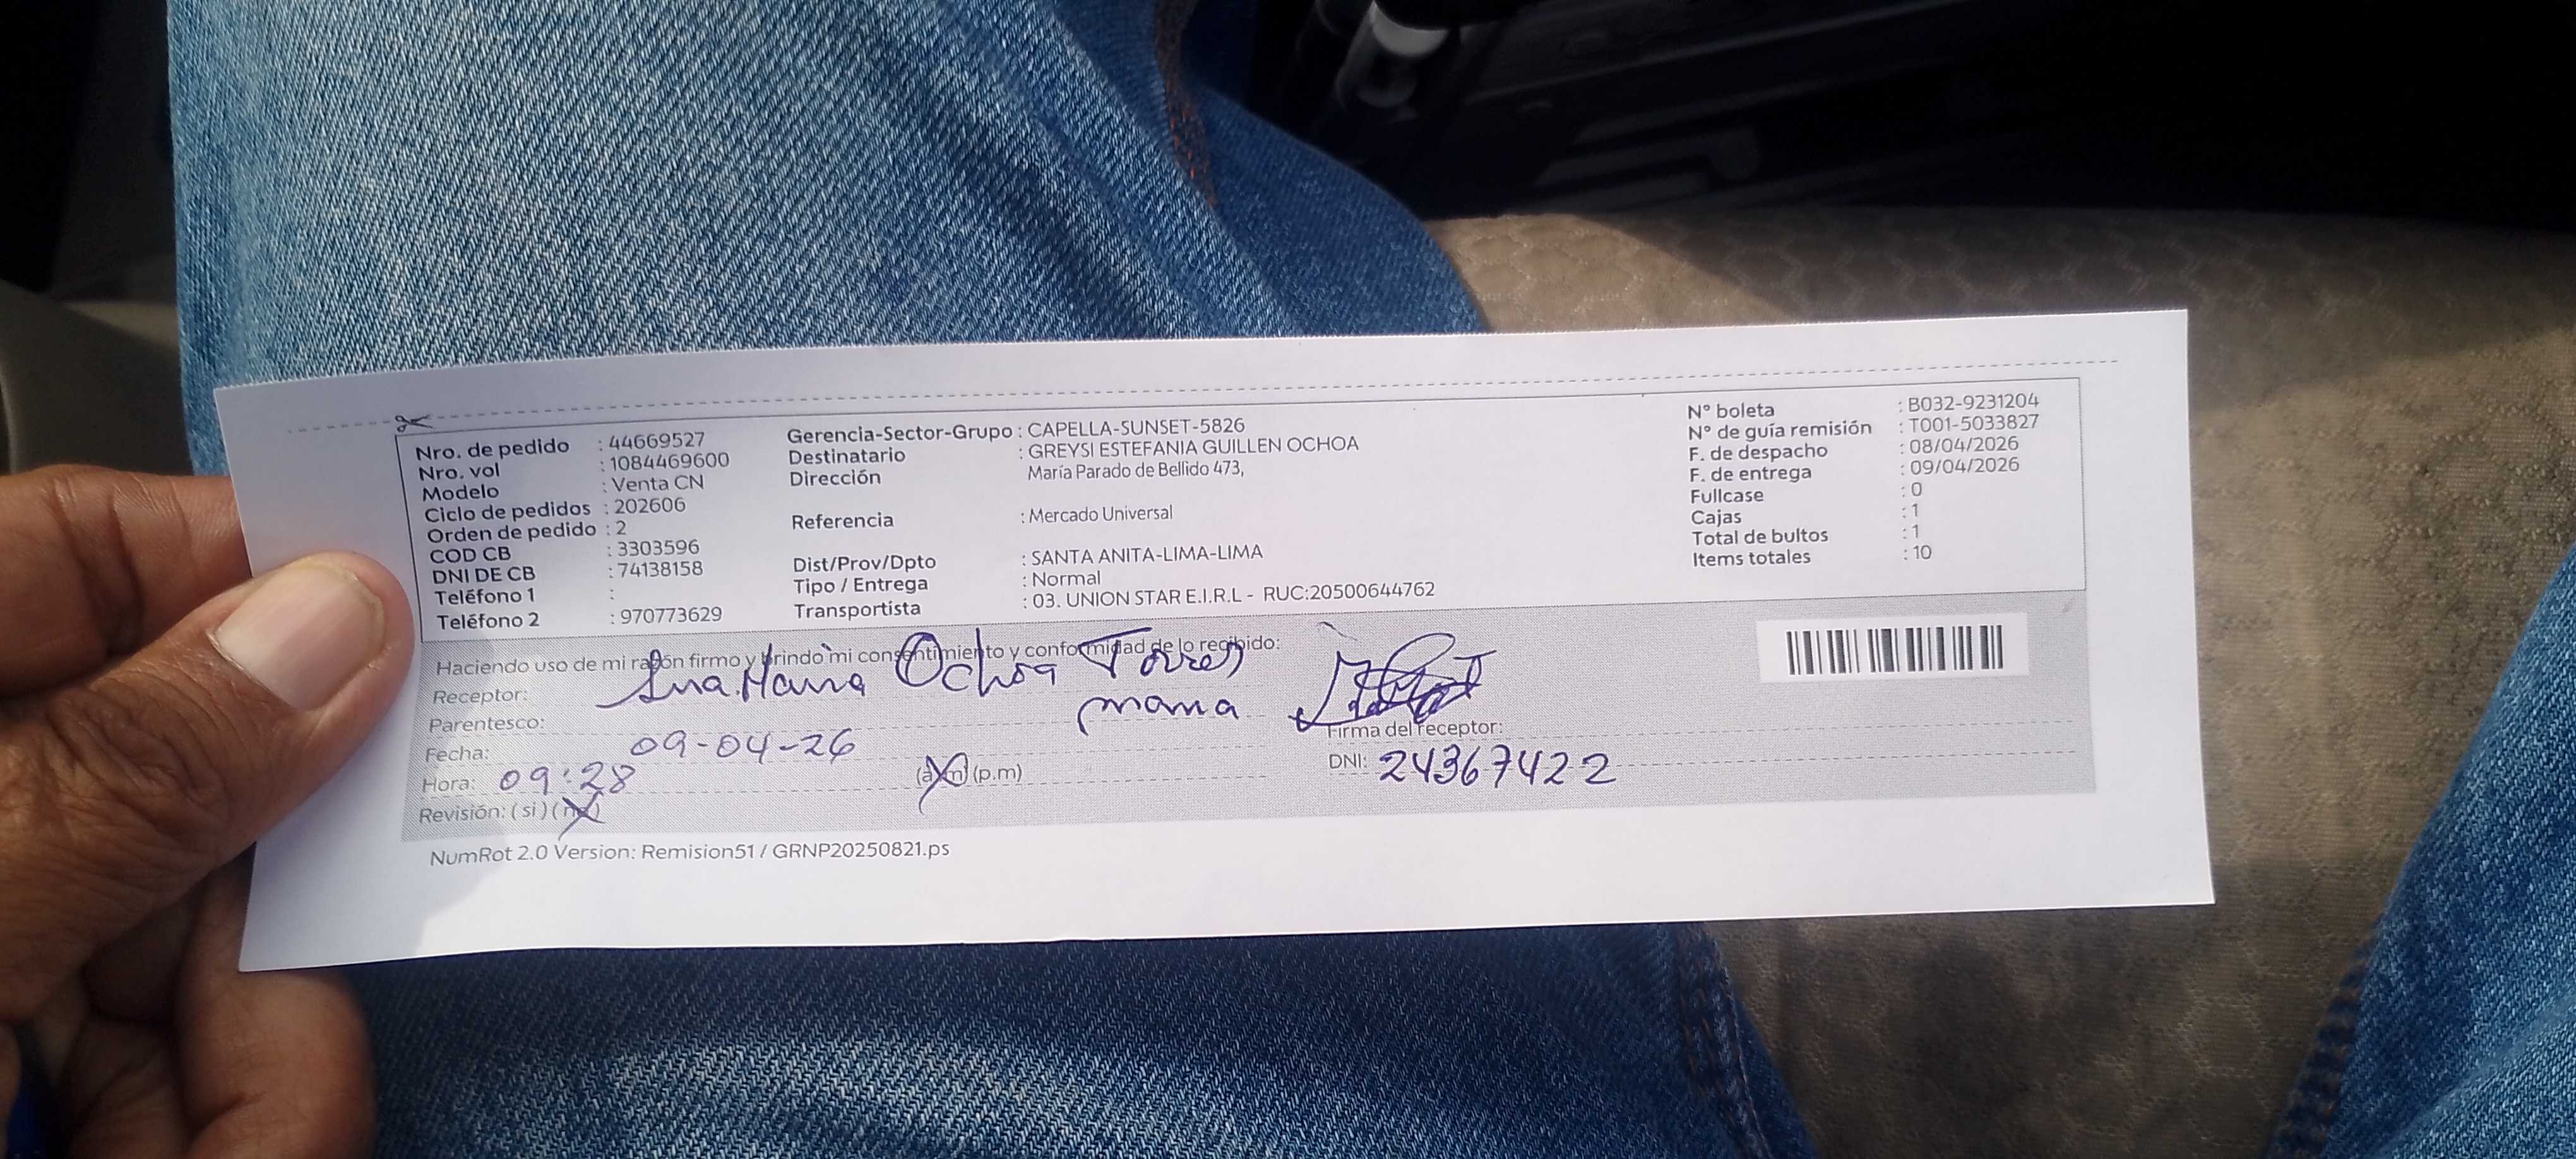 Nro. de pedido : 44669527
Nro. vol : 1084469600
Modelo : Venta CN
Ciclo de pedidos : 202606
Orden de pedido : 2
COD CB : 3303596
DNI DE CB : 74138158
Teléfono 1 :
Teléfono 2 : 970773629
Gerencia-Sector-Grupo : CAPELLA-SUNSET-5826
Destinatario : GREYSI ESTEFANIA GUILLEN OCHOA
Dirección María Parado de Bellido 473,
Referencia : Mercado Universal
Dist/Prov/Dpto : SANTA ANITA-LIMA-LIMA
Tipo / Entrega : Normal
Transportista : 03. UNION STAR E.I.R.L - RUC:20500644762
N° boleta : B032-9231204
N° de guía remisión : T001-5033827
F. de despacho : 08/04/2026
F. de entrega : 09/04/2026
Fullcase : 0
Cajas : 1
Total de bultos : 1
Items totales : 10
Haciendo uso de mi razón firmo y brindo mi consentimiento y conformidad de lo recibido:
Receptor: Ana Maria Ochoa Torres
Parentesco: mama
Firma del receptor:
Fecha: 09-04-26
Hora: 09:28 (a.m) (p.m)
DNI: 24367422
Revisión: (si) (no)
NumRot 2.0 Version: Remision51 / GRNP20250821.ps